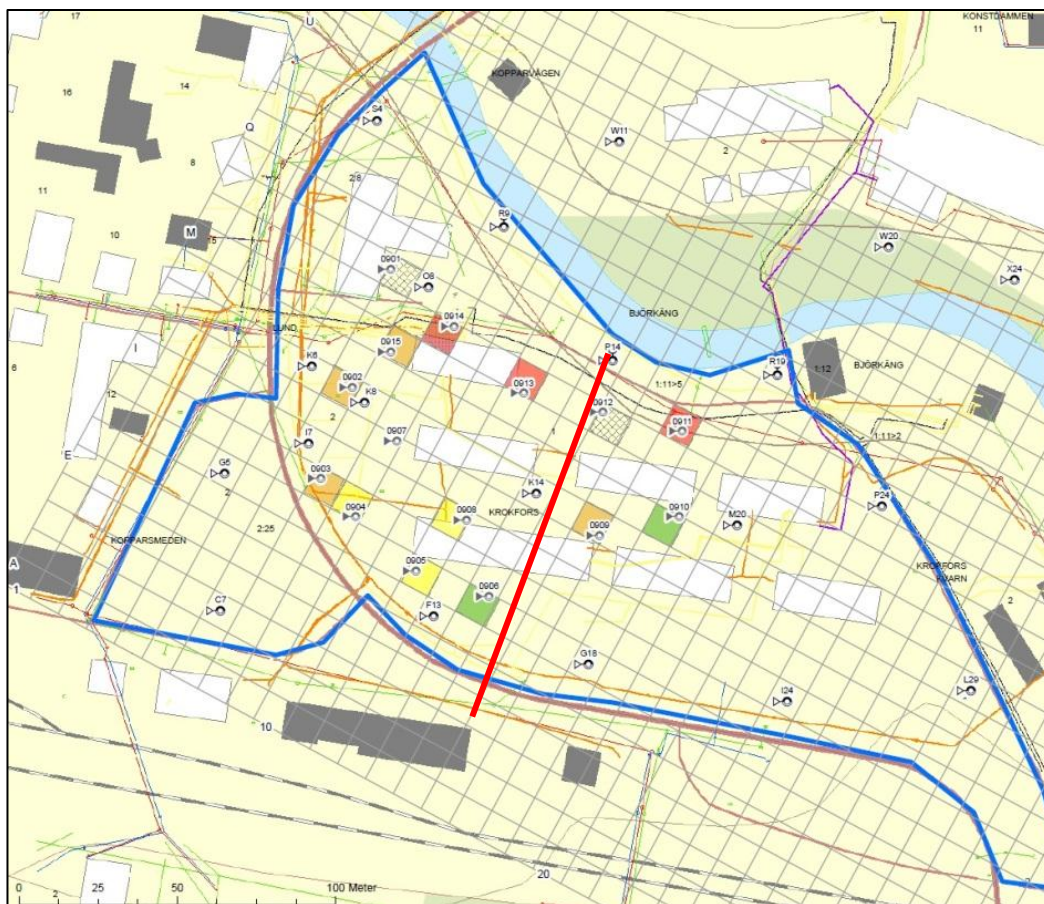 17
U
KONSTDAMMEN
11
KOPPARVÄGEN
14
16
S4
Q
W11
2
8
2:8
11
R9
10
M
15
W20
0901
O8
X24
0914
BJÖRKÄNG
LUND
0915
P14
I
K6
R19
1:12
BJÖRKÄNG
6
0902
0913
1:11>5
12
K8
0912
2
0911
I7
0907
1
1:11>2
E
G5
0903
K14
2
0904
0908
KROKFORS
0910
P24
2:25
0909
M20
KOPPARSMEDEN
A
0905
KROKFORS
KVARN
1
0906
C7
F13
2
G18
L29
I24
10
20
0
25
50
100 Meter
2